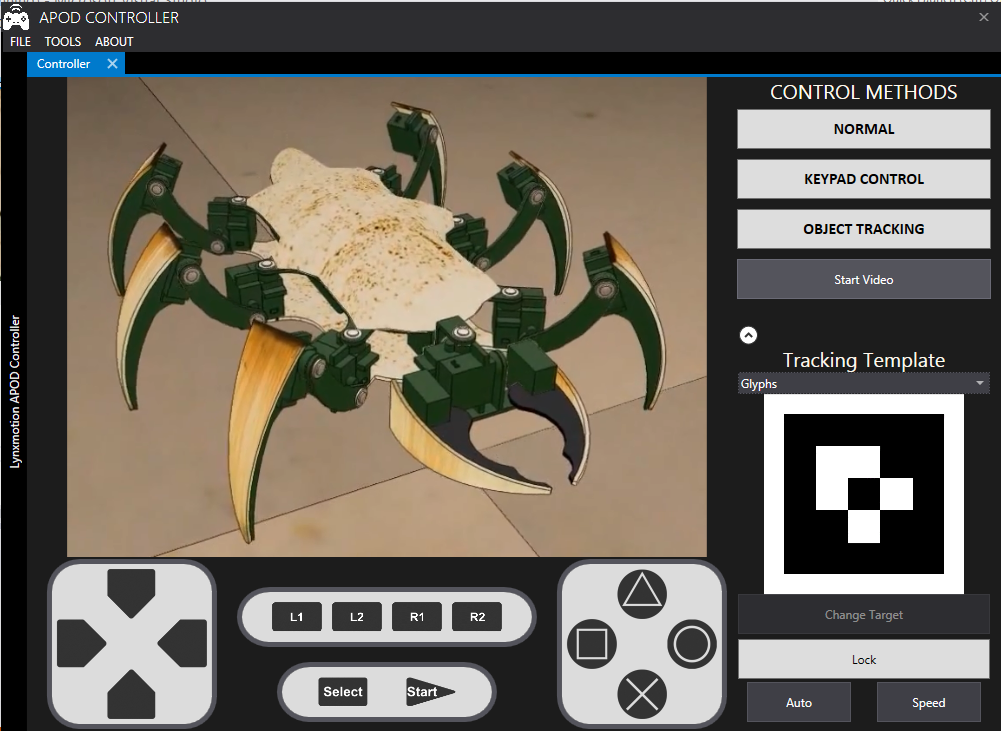 APOD CONTROLLER
FILE TOOLS ABOUT
Controller
Lynxmotion APOD Controller
CONTROL METHODS
NORMAL
KEYPAD CONTROL
OBJECT TRACKING
Start Video
Tracking Template
Glyphs
Change Target
Lock
Auto
Speed
L1
L2
R1
R2
Select
Start